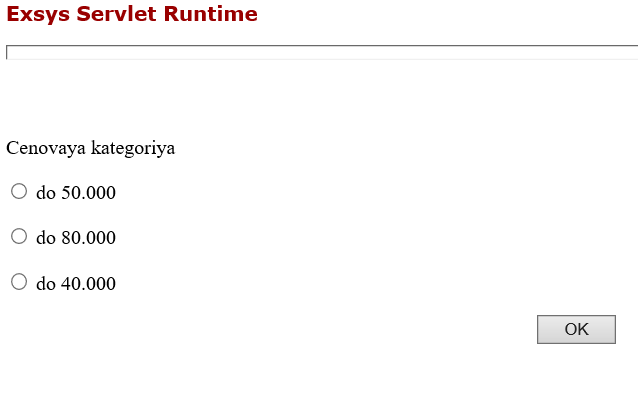 Exsys Servlet Runtime
Cenovaya kategoriya
do 50.000
do 80.000
do 40.000
OK